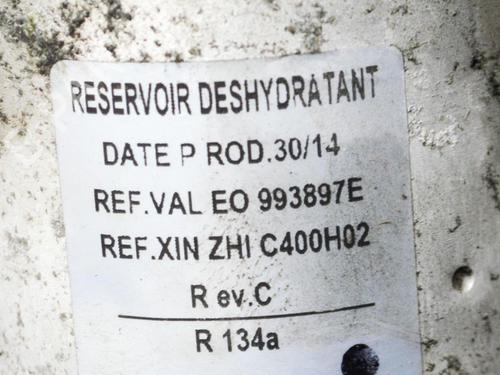 RESERVOIR DESHYDRATANT
DATE P ROD.30/14
REF.VAL EO 993897E
REF.XIN ZHI C400H02
R ev.C
R 134a